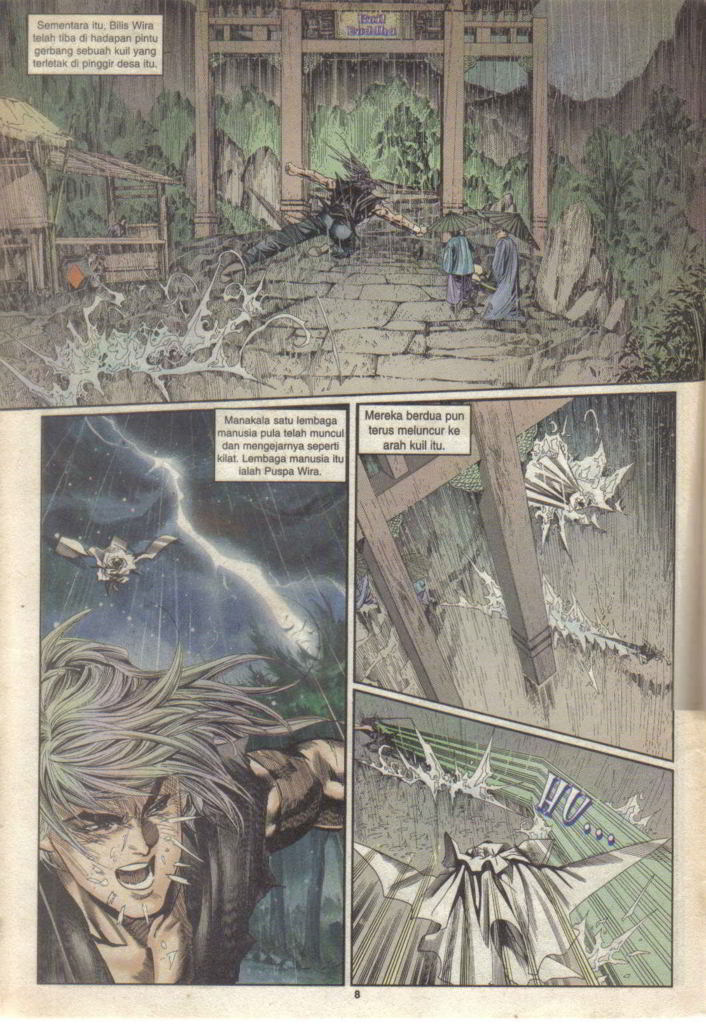 Kuil
Buddha
Sementara itu, Bilis Wira
telah tiba di hadapan pintu
gerbang sebuah kuil yang
terletak di pinggir desa itu.
Manakala satu lembaga
manusia pula telah muncul
dan mengejarnya seperti
kilat. Lembaga manusia itu
ialah Puspa Wira.
Mereka berdua pun
terus meluncur ke
arah kuil itu.
HU...
8